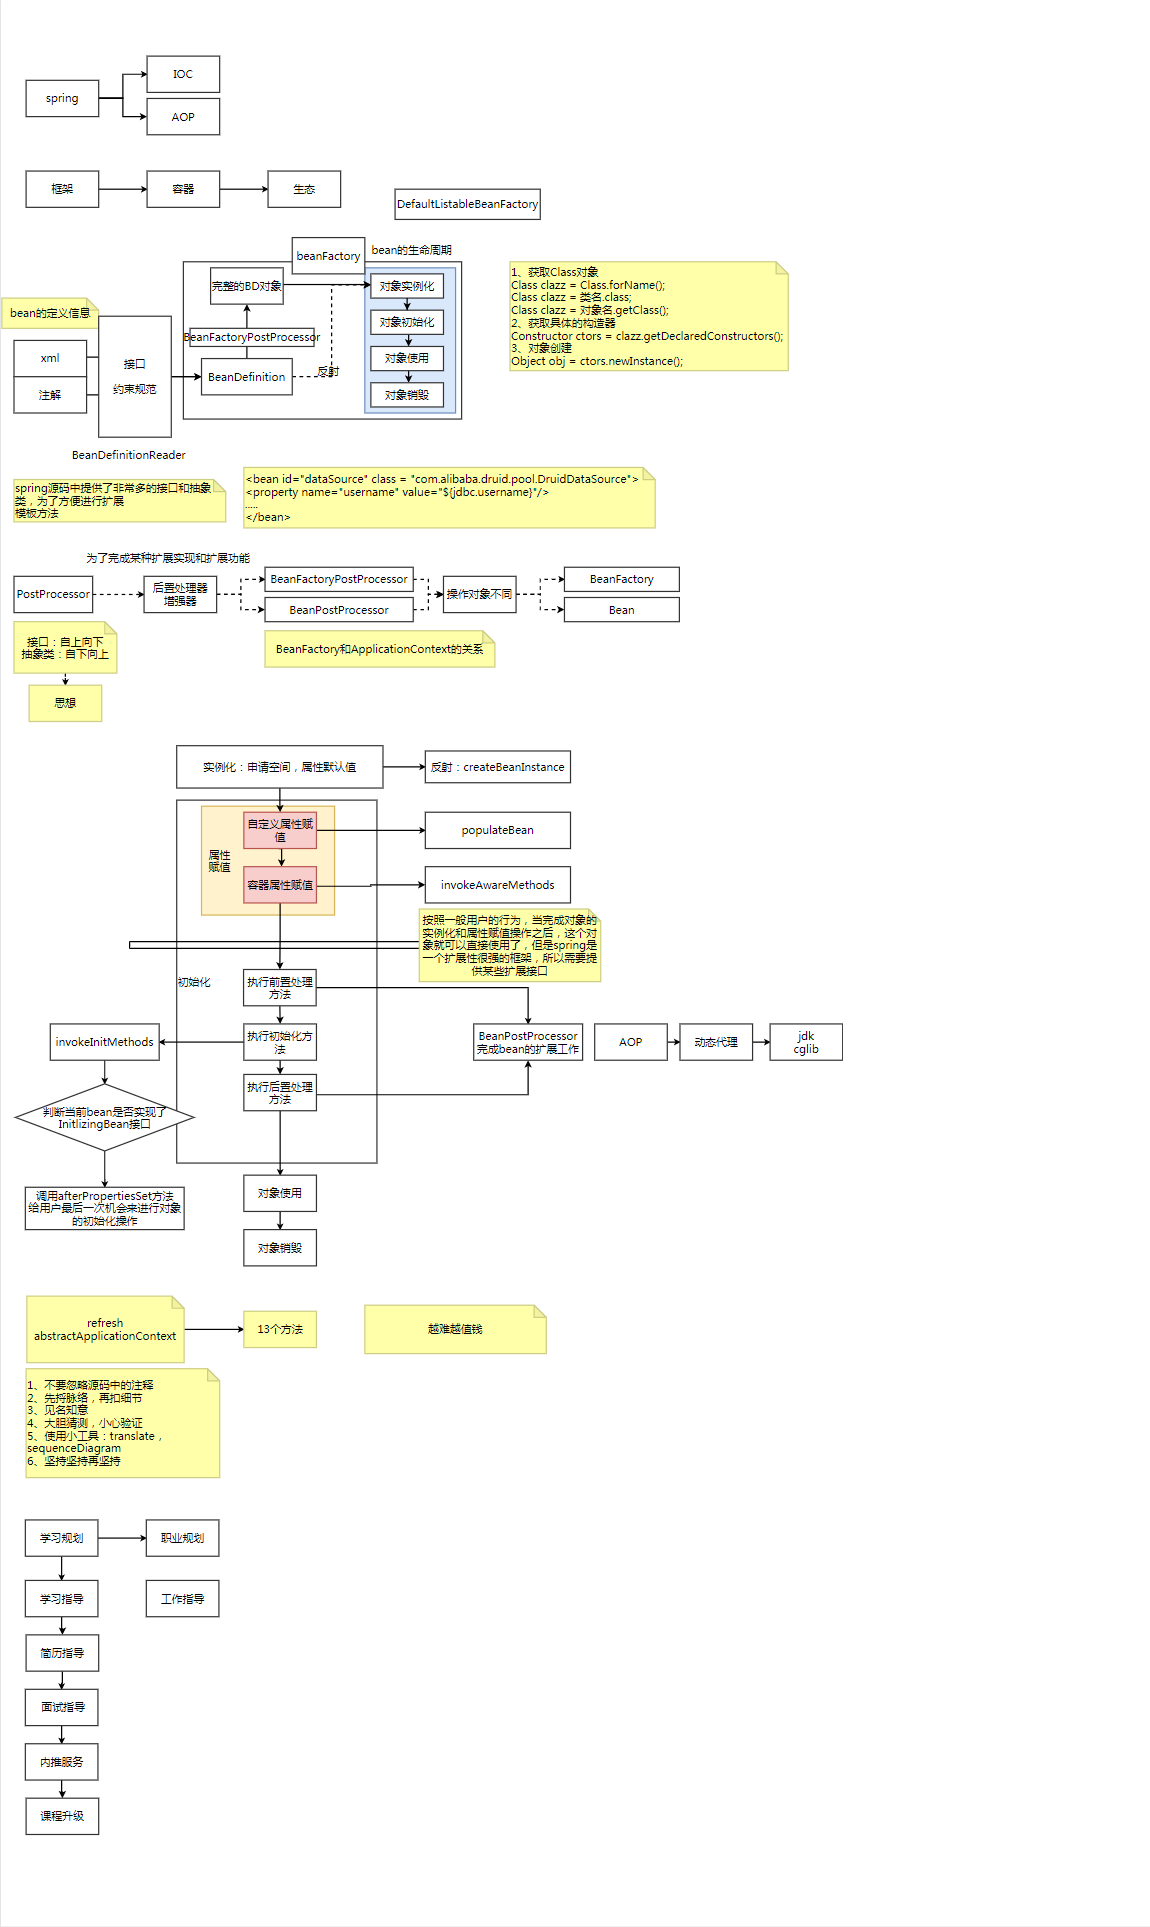 IOC
spring
AOP
框架
容器
生态
DefaultListableBeanFactory
beanFactory
bean的生命周期
完整的BD对象
对象实例化
1、获取Class对象
Class clazz = Class.forName();
Class clazz = 类名.class;
Class clazz = 对象名.getClass();
2、获取具体的构造器
Constructor ctors = clazz.getDeclaredConstructors();
3、对象创建
Object obj = ctors.newInstance();
bean的定义信息
对象初始化
BeanFactoryPostProcessor
xml
接口
约束规范
对象使用
BeanDefinition
反射
注解
对象销毁
BeanDefinitionReader
spring源码中提供了非常多的接口和抽象
类，为了方便进行扩展
模板方法
<bean id="dataSource" class = "com.alibaba.druid.pool.DruidDataSource">
<property name="username" value="${jdbc.username}"/>
.....
</bean>
为了完成某种扩展实现和扩展功能
PostProcessor
后置处理器
增强器
BeanFactoryPostProcessor
BeanPostProcessor
操作对象不同
BeanFactory
Bean
接口：自上向下
抽象类：自下向上
BeanFactory和ApplicationContext的关系
思想
实例化：申请空间，属性默认值
反射：createBeanInstance
自定义属性赋
值
populateBean
属性
赋值
容器属性赋值
invokeAwareMethods
按照一般用户的行为，当完成对象的
实例化和属性赋值操作之后，这个对
象就可以直接使用了，但是spring是
一个扩展性很强的框架，所以需要提
供某些扩展接口
初始化
执行前置处理
方法
invokeInitMethods
执行初始化方
法
BeanPostProcessor
完成bean的扩展工作
AOP
动态代理
jdk
cglib
执行后置处理
方法
判断当前bean是否实现了
InitlizingBean接口
调用afterPropertiesSet方法
给用户最后一次机会来进行对象
的初始化操作
对象使用
对象销毁
refresh
abstractApplicationContext
13个方法
越难越值钱
1、不要忽略源码中的注释
2、先捋脉络，再扣细节
3、见名知意
4、大胆猜测，小心验证
5、使用小工具：translate，
sequenceDiagram
6、坚持坚持再坚持
学习规划
职业规划
学习指导
工作指导
简历指导
面试指导
内推服务
课程升级